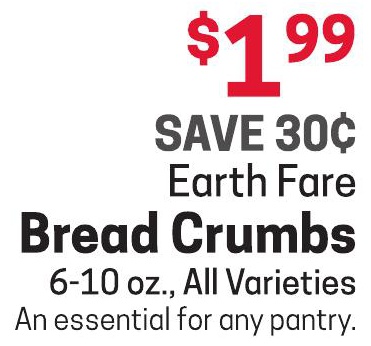 $1.99
SAVE 30¢
Earth Fare
Bread Crumbs
6-10 oz., All Varieties
An essential for any pantry.